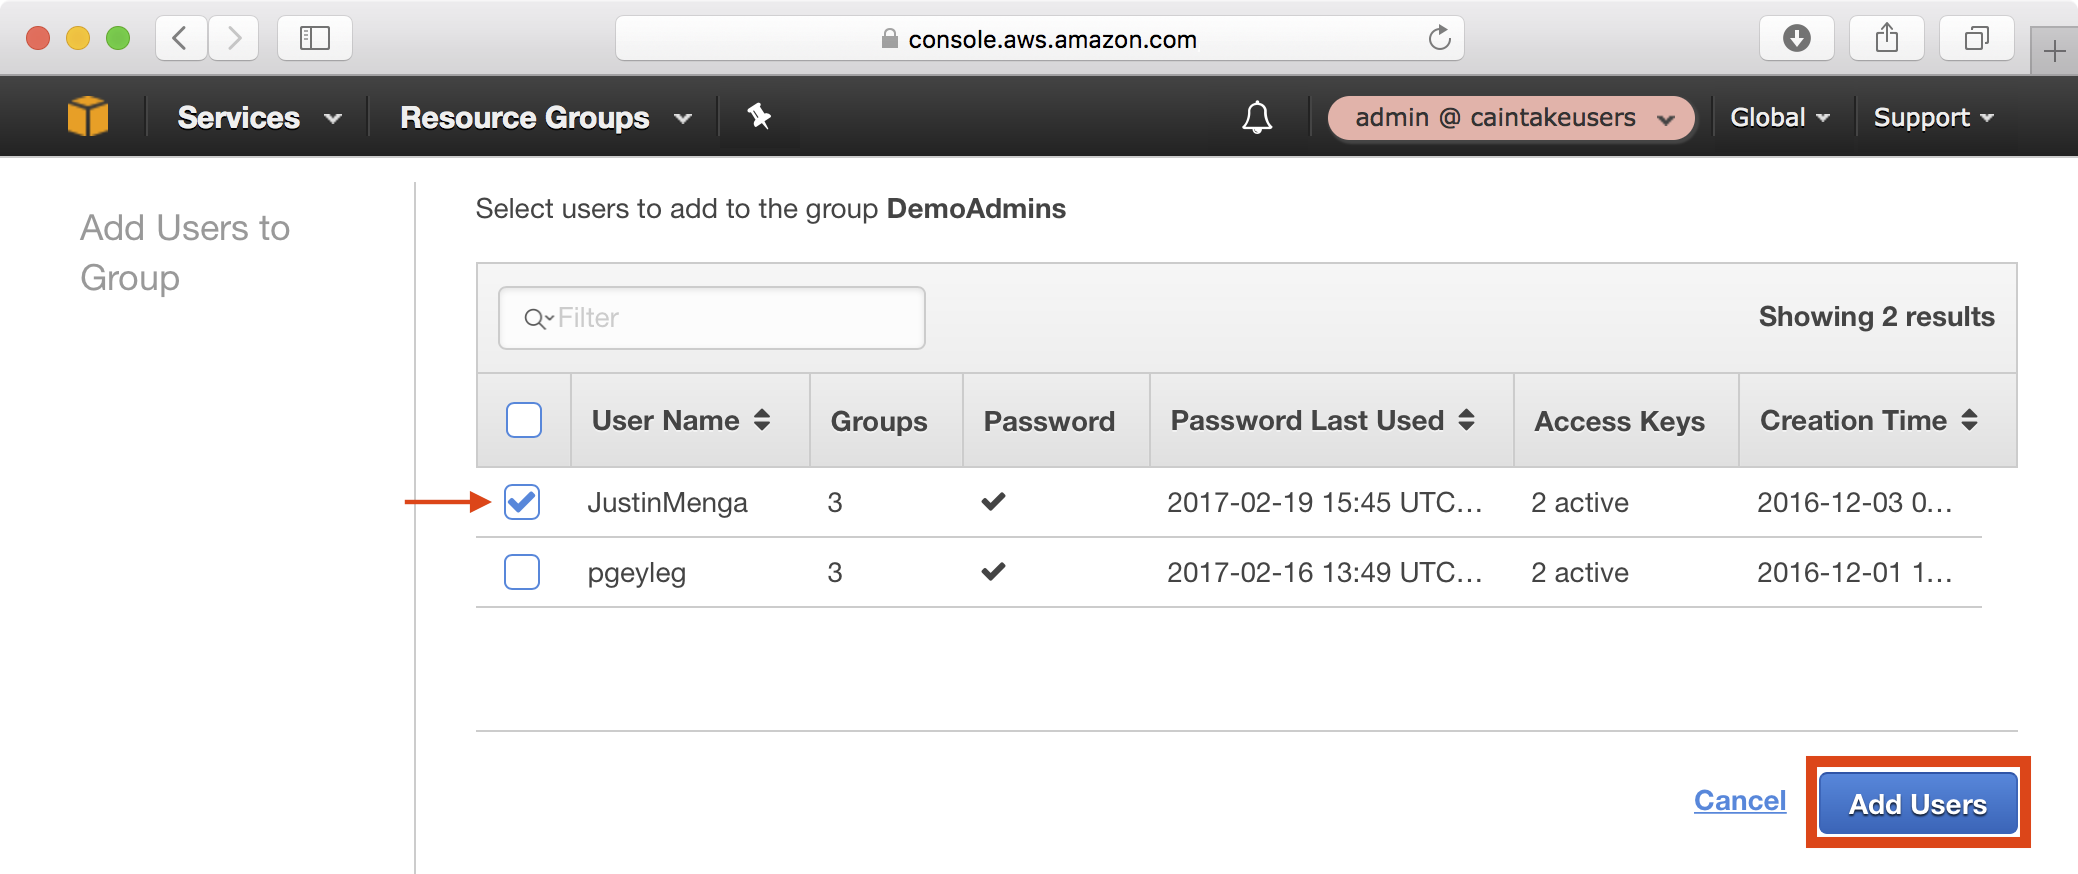 console.aws.amazon.com
Services
Resource Groups
admin @ caintakeusers
Global
Support
Add Users to
Group
Select users to add to the group DemoAdmins
Filter
Showing 2 results
User Name Groups Password Password Last Used Access Keys Creation Time
JustinMenga 3 2017-02-19 15:45 UTC... 2 active 2016-12-03 0...
pgeyleg 3 2017-02-16 13:49 UTC... 2 active 2016-12-01 1...
Cancel
Add Users